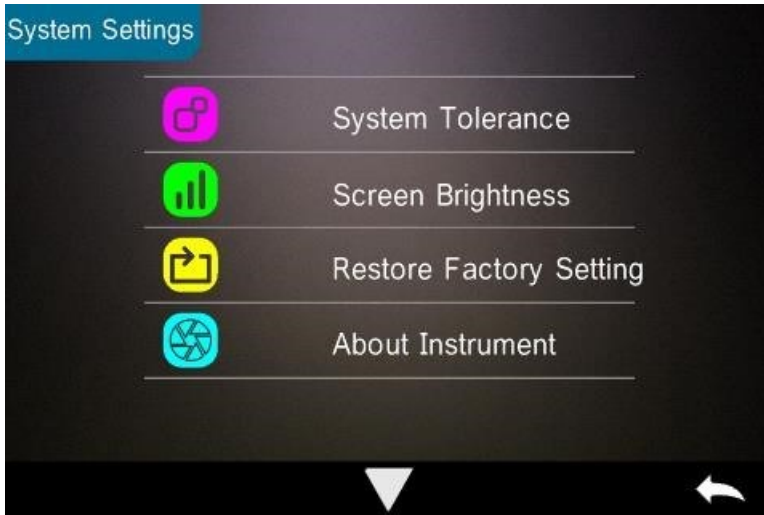 System Settings
System Tolerance
Screen Brightness
Restore Factory Setting
About Instrument